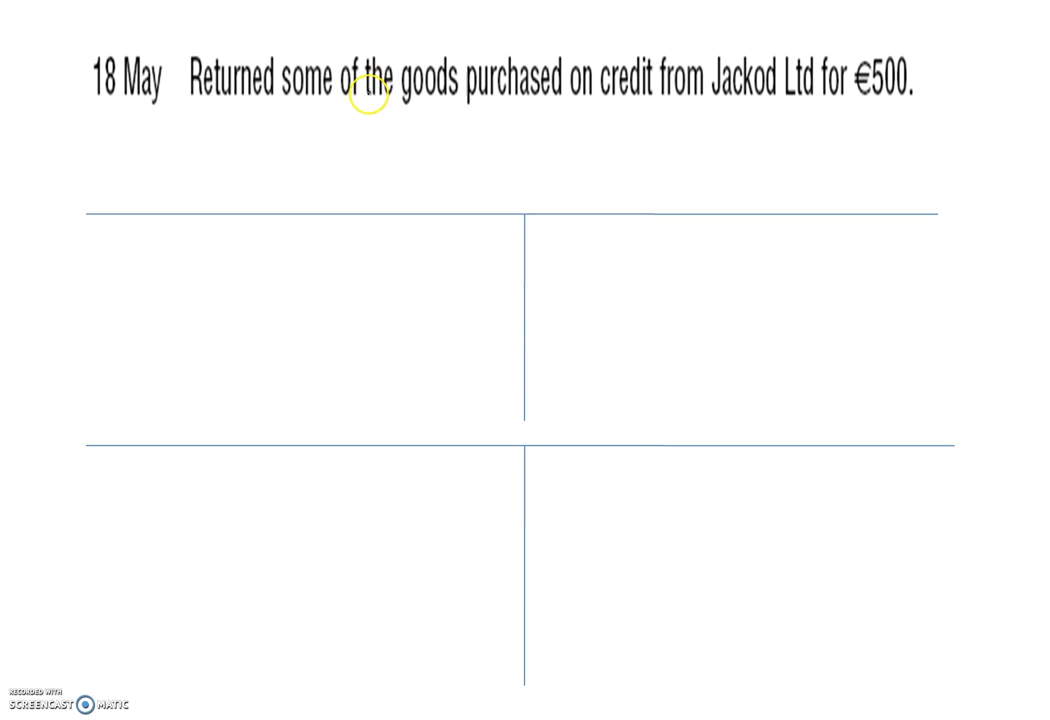 18 May Returned some of the goods purchased on credit from Jackod Ltd for €500.
RECORDED WITH
SCREENCAST MATIC